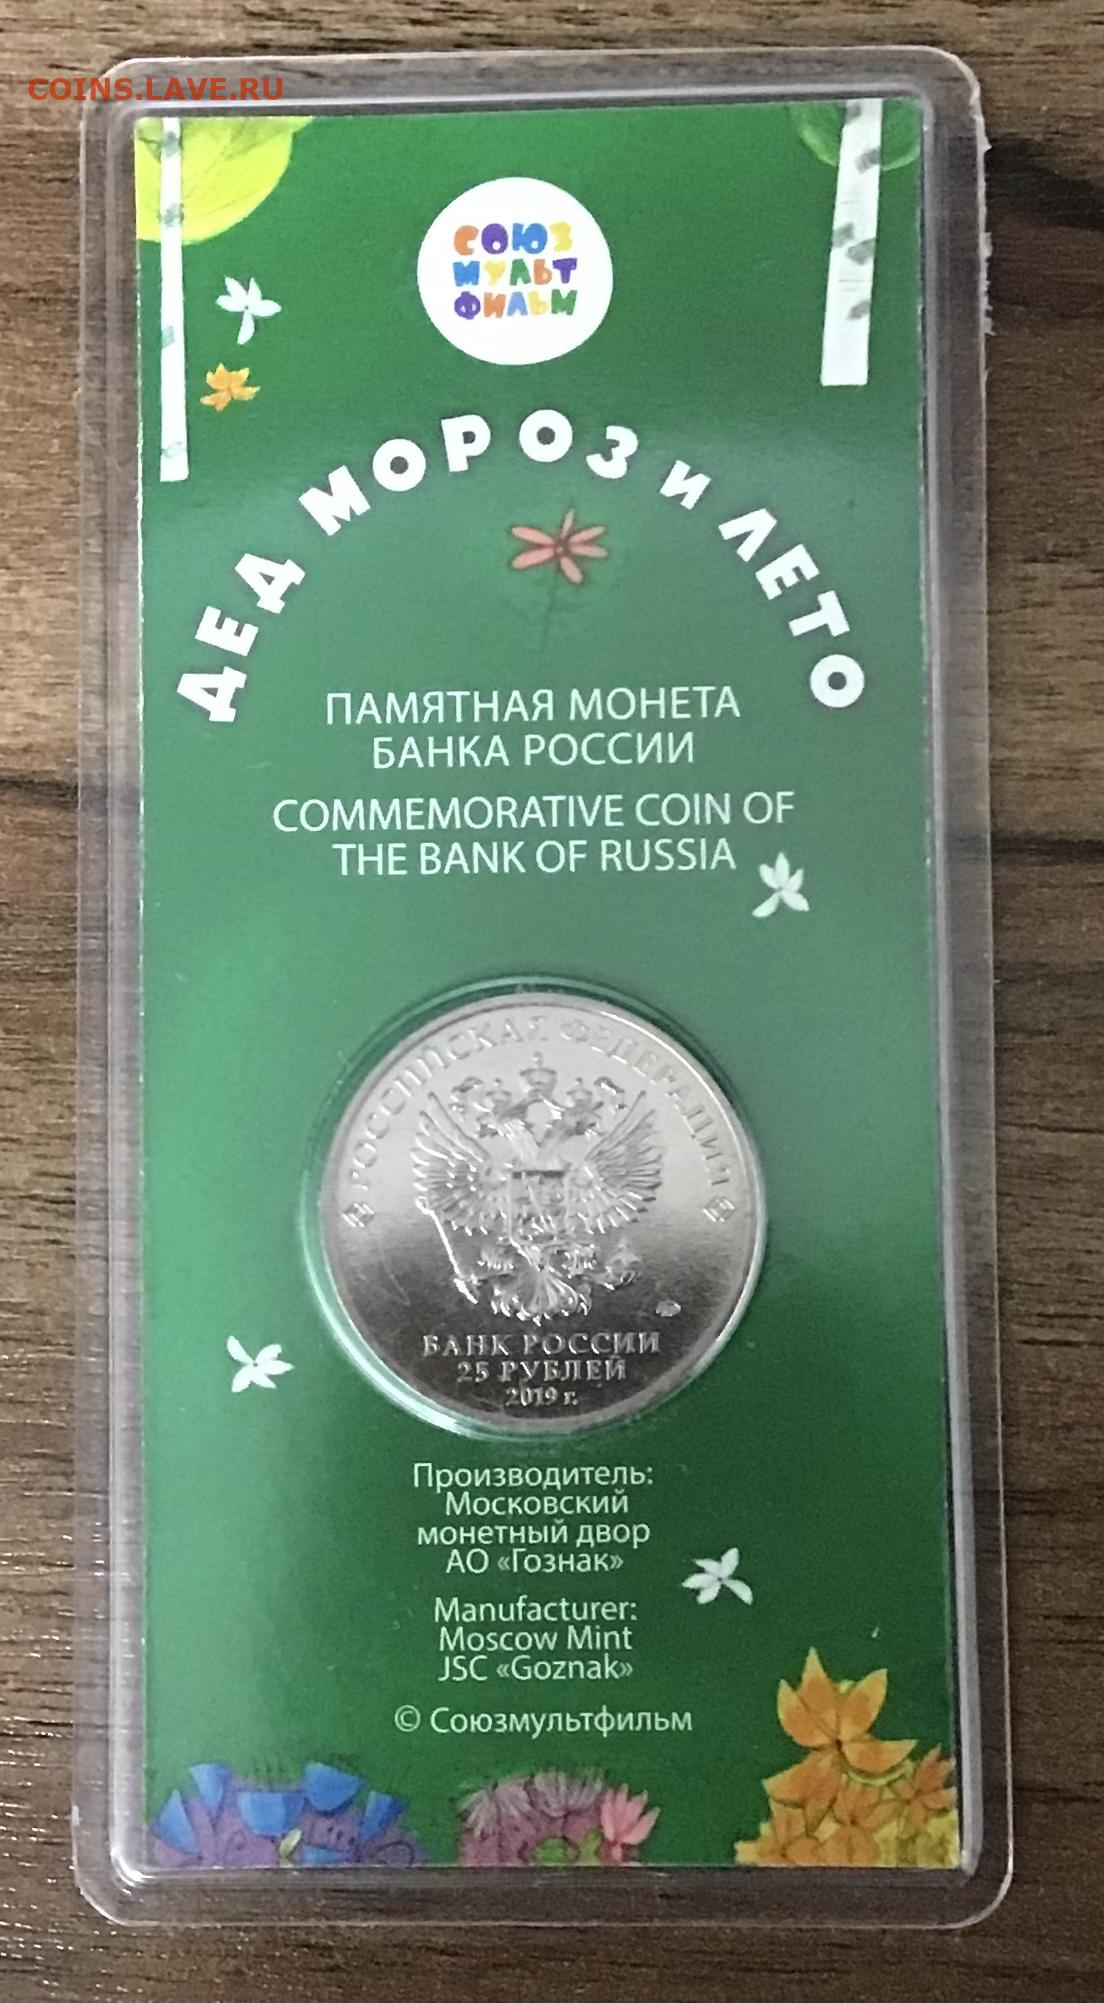 COINS.LAVE.RU
СОЮЗ
МУЛЬТ
ФИЛЬМ
ДЕД МОРОЗ и ЛЕТО
ПАМЯТНАЯ МОНЕТА
БАНКА РОССИИ
COMMEMORATIVE COIN OF
THE BANK OF RUSSIA
РОССИЙСКАЯ ФЕДЕРАЦИЯ
БАНК РОССИИ
25 РУБЛЕЙ
2019 г.
Производитель:
Московский
монетный двор
АО «Гознак»
Manufacturer:
Moscow Mint
JSC «Goznak»
© Союзмультфильм